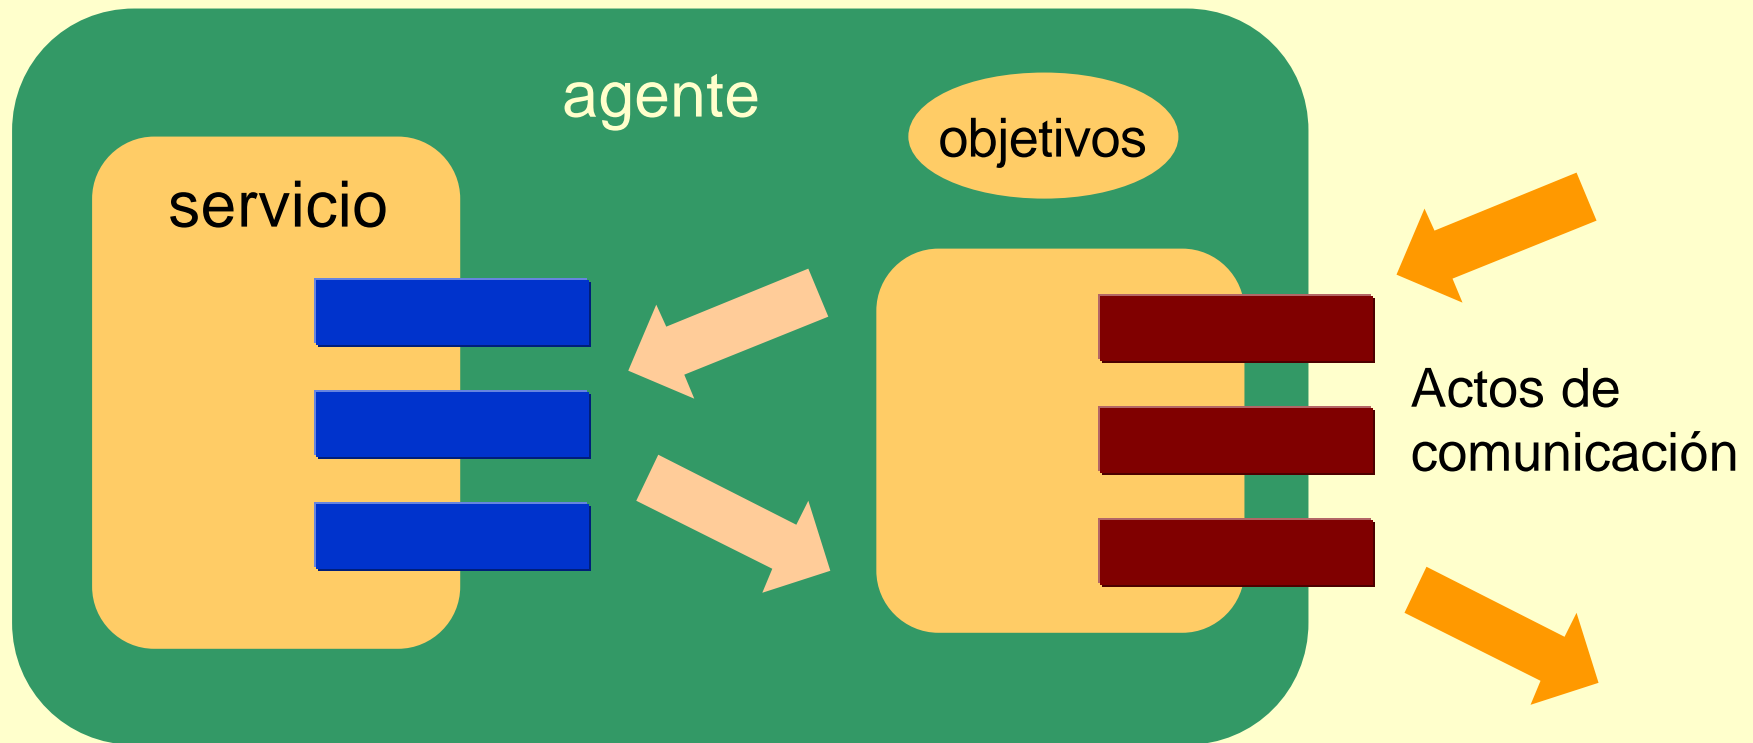 agente
objetivos
servicio
Actos de
comunicación